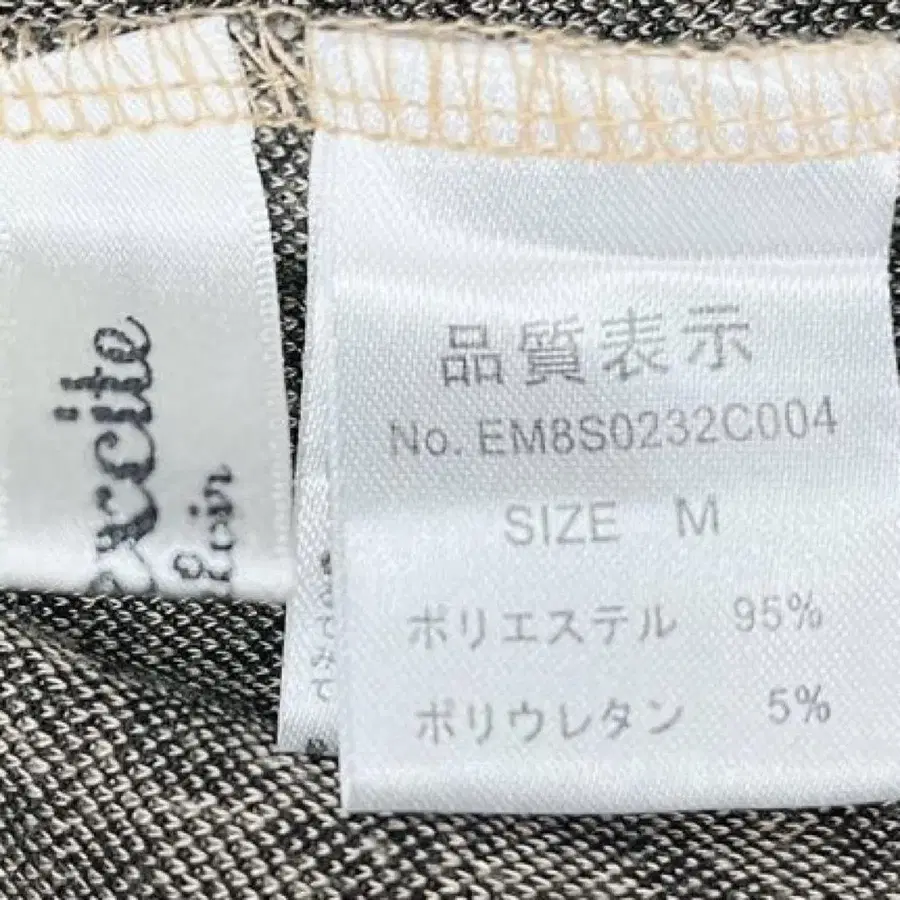 excite
品質表示
No. EM8S0232C004
SIZE M
ポリエステル 95%
ポリウレタン 5%